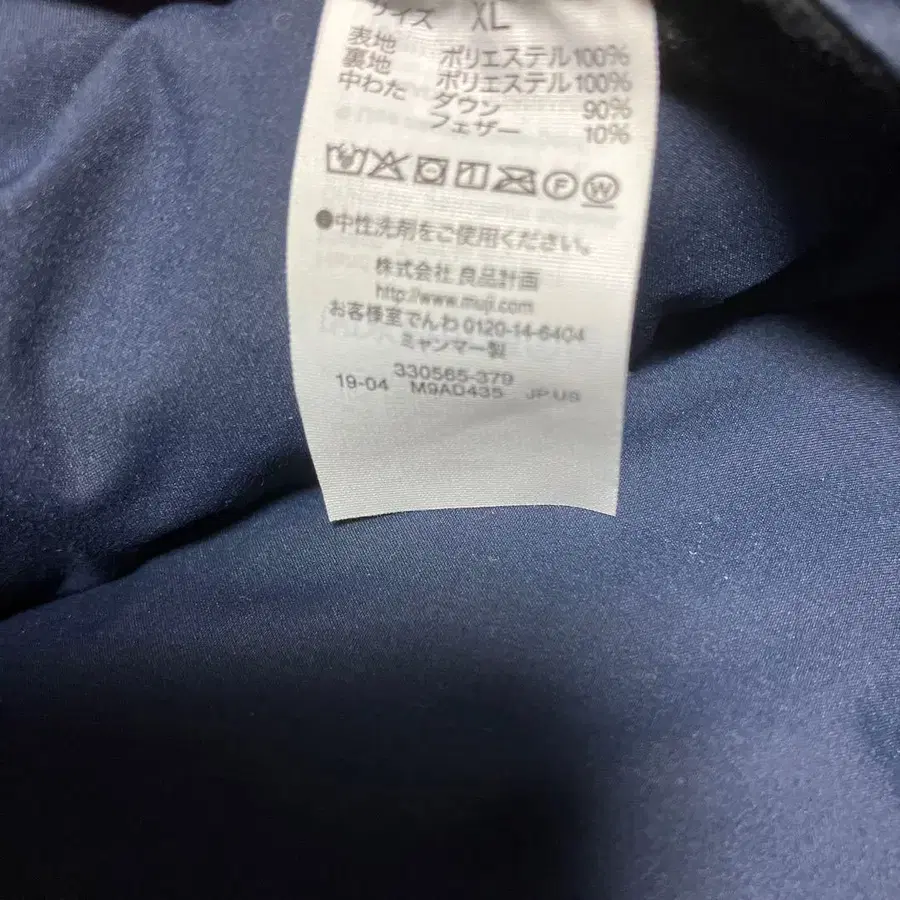 サイズ XL
表地 ポリエステル100%
裏地 ポリエステル100%
中わた ダウン 90%
フェザー 10%
F W
●中性洗剤をご使用ください。
株式会社 良品計画
http://www.muji.com
お客様室でんわ 0120-14-6404
ミャンマー製
330565-379
19-04 M9AD435 JP US